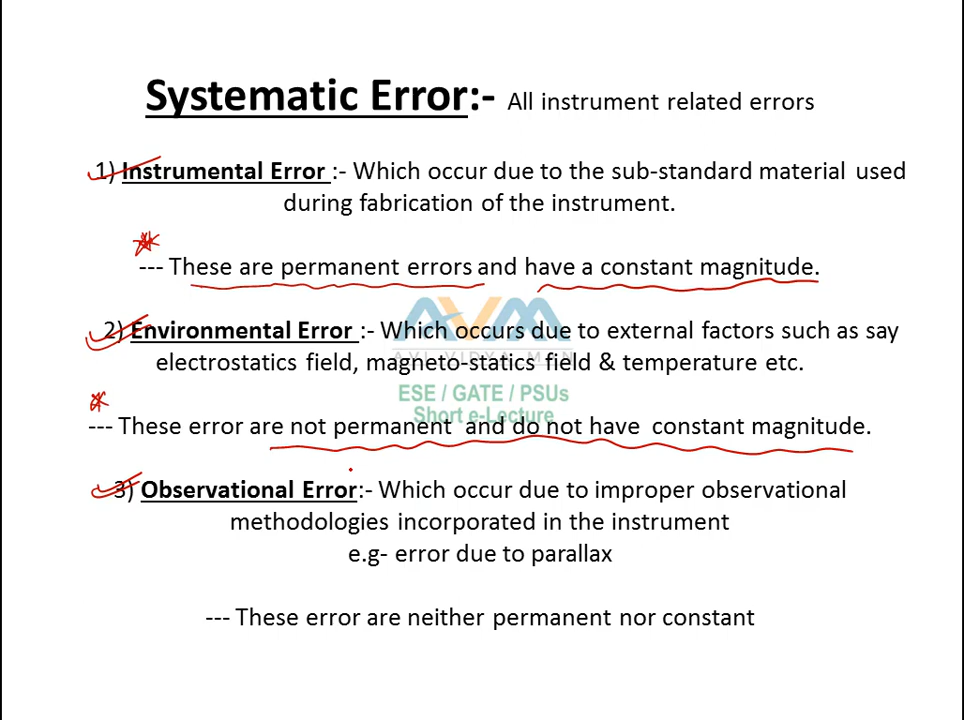 Systematic Error:- All instrument related errors
1) Instrumental Error :- Which occur due to the sub-standard material used
during fabrication of the instrument.
--- These are permanent errors and have a constant magnitude.
2) Environmental Error :- Which occurs due to external factors such as say
electrostatics field, magneto-statics field & temperature etc.
AVM
AVI VIDYA MAN
ESE / GATE / PSUs
Short e-Lecture
--- These error are not permanent and do not have constant magnitude.
3) Observational Error:- Which occur due to improper observational
methodologies incorporated in the instrument
e.g- error due to parallax
--- These error are neither permanent nor constant